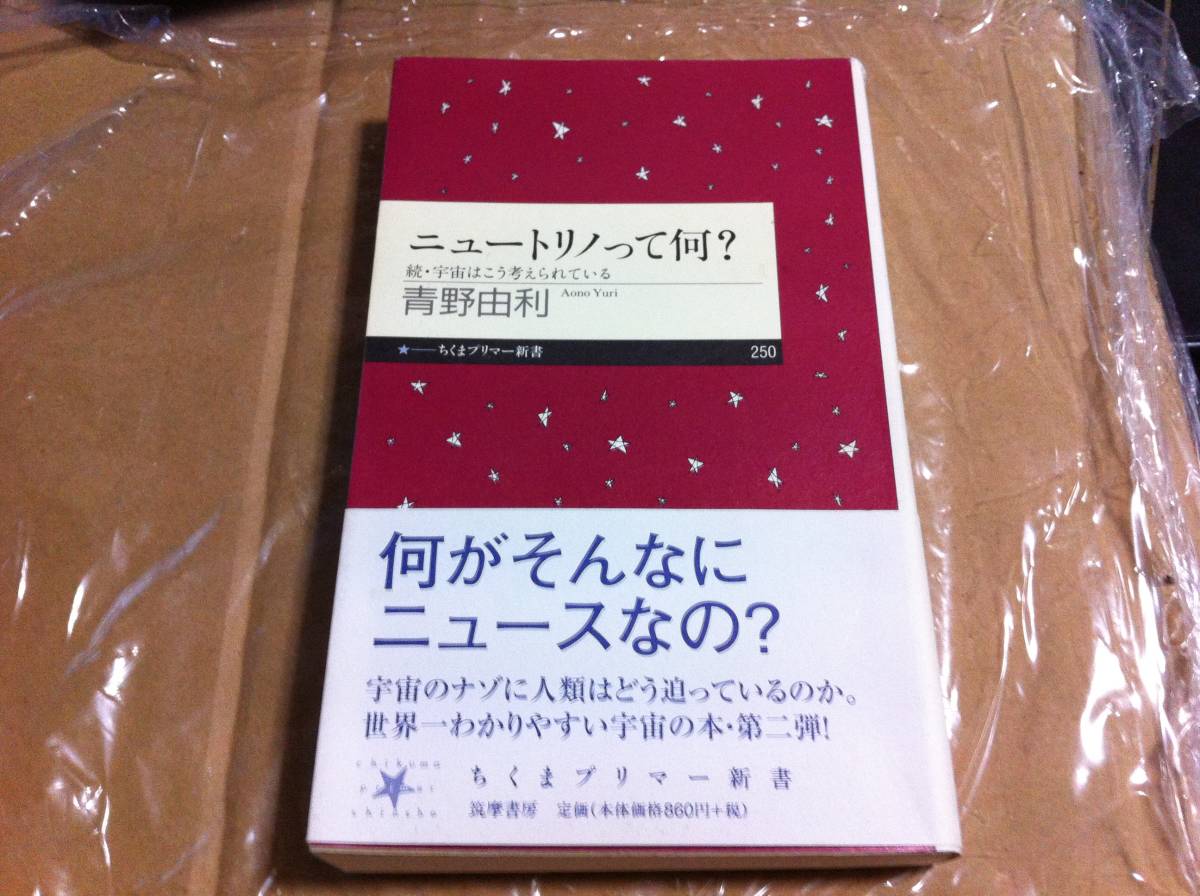 ニュートリノって何？
続・宇宙はこう考えられている
青野由利 Aono Yuri
★──ちくまプリマー新書 250
何がそんなに
ニュースなの？
宇宙のナゾに人類はどう迫っているのか。
世界一わかりやすい宇宙の本・第二弾！
chikuma
primer
shinsho
ちくまプリマー新書
筑摩書房 定価（本体価格860円＋税）